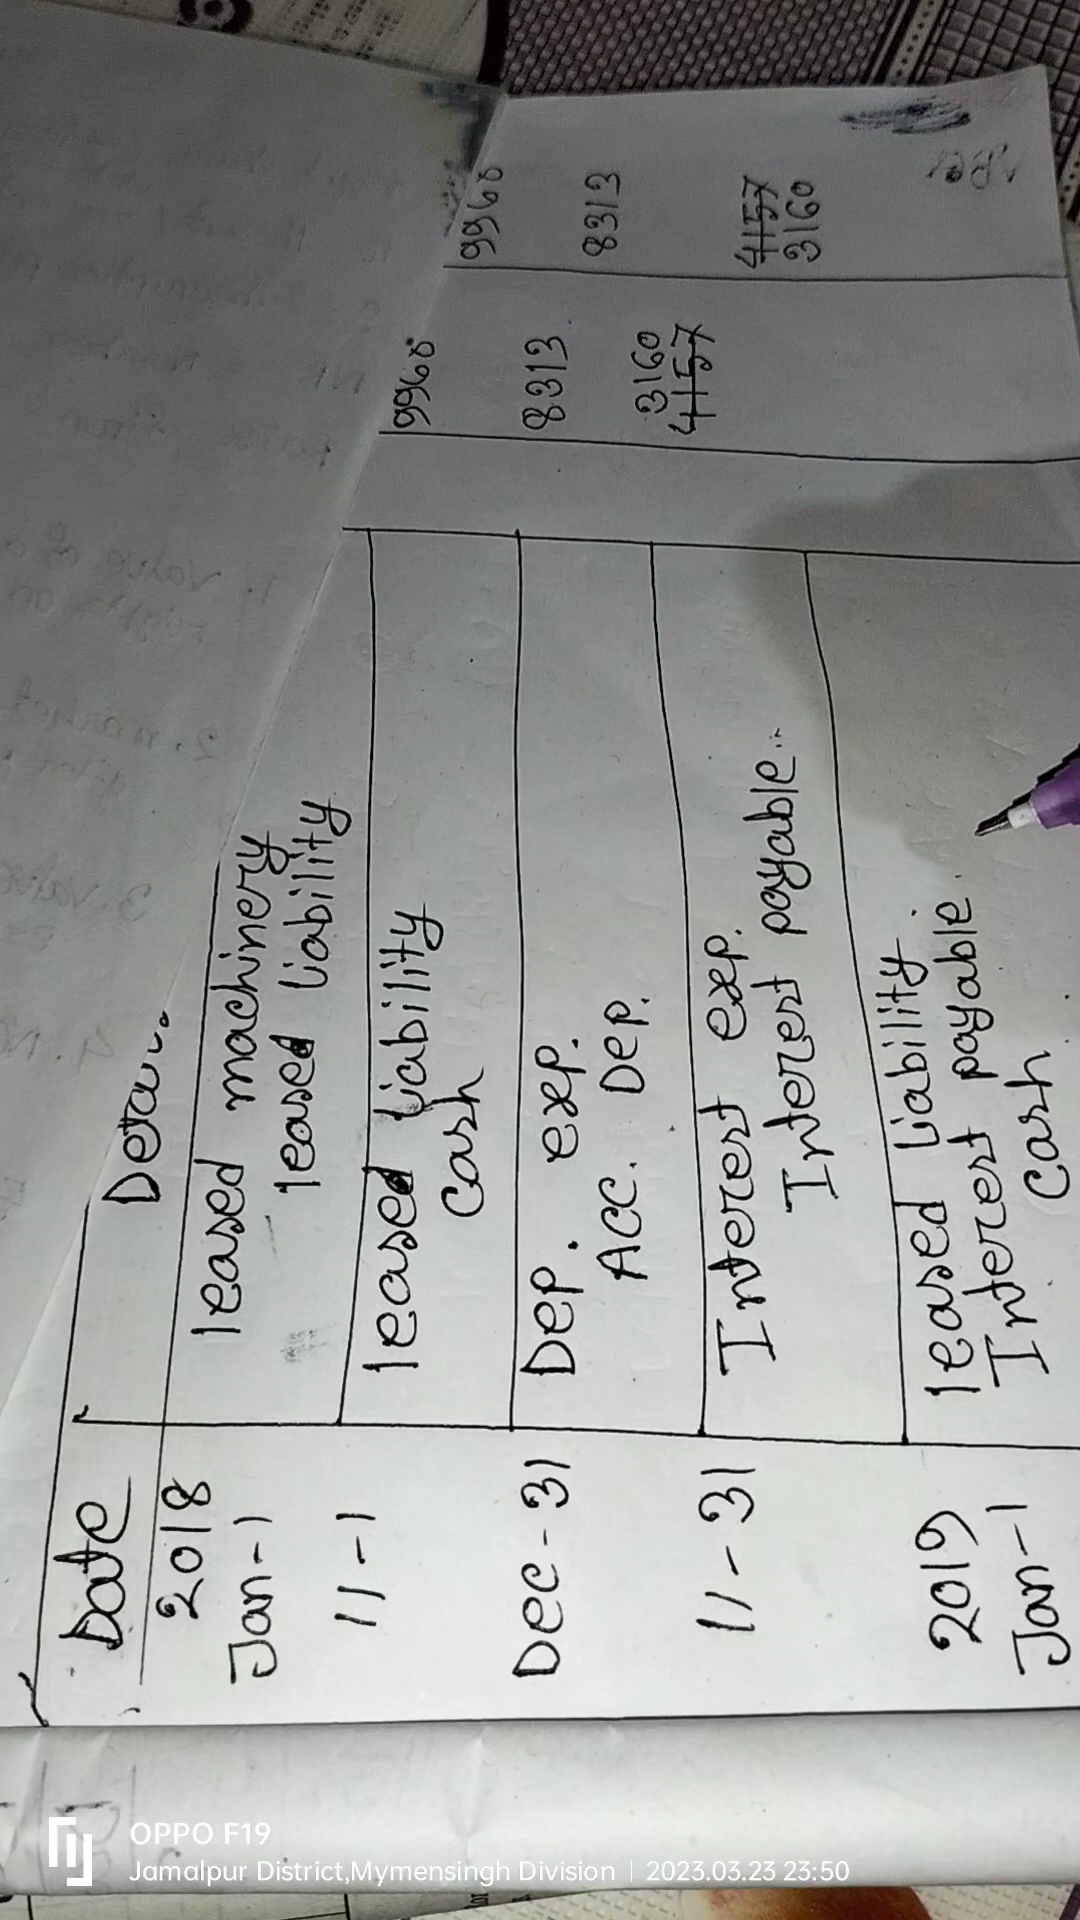 Date
2018
Jan-1 leased machinery
leased liability
11-1 leased liability 9960
cash 9960
Dec-31 Dep. exp. 8313
Acc. Dep. 8313
11-31 Interest exp. 3160 4157
Interest payable 4157 3160
2019
Jan-1 leased liability
Interest payable
cash
OPPO F19
Jamalpur District,Mymensingh Division | 2023.03.23 23:50